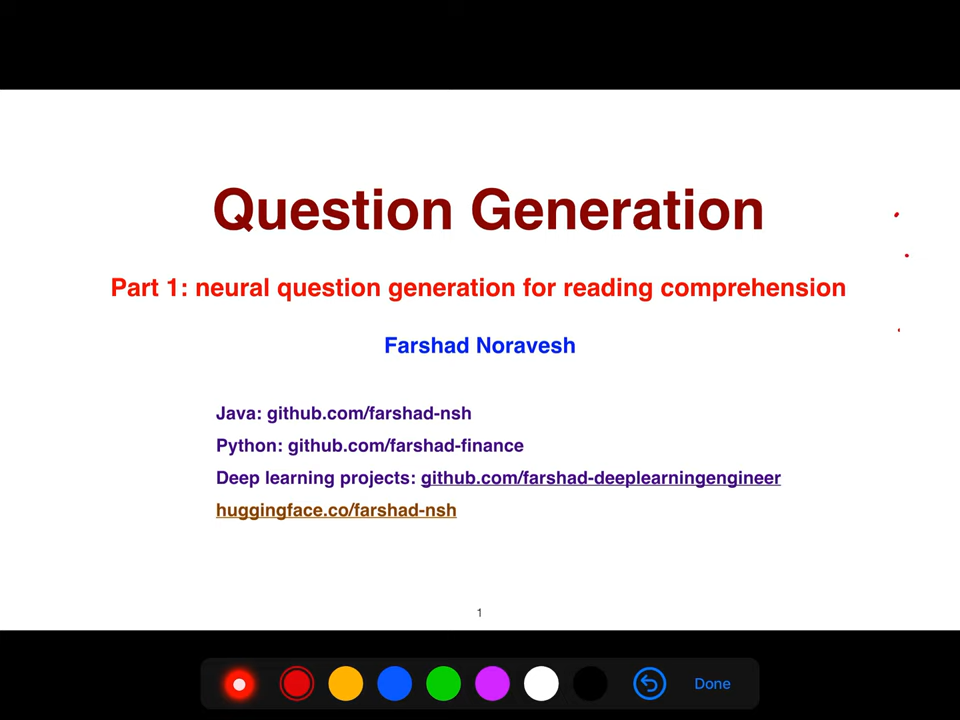 Question Generation
Part 1: neural question generation for reading comprehension
Farshad Noravesh
Java: github.com/farshad-nsh
Python: github.com/farshad-finance
Deep learning projects: github.com/farshad-deeplearningengineer
huggingface.co/farshad-nsh
1
Done